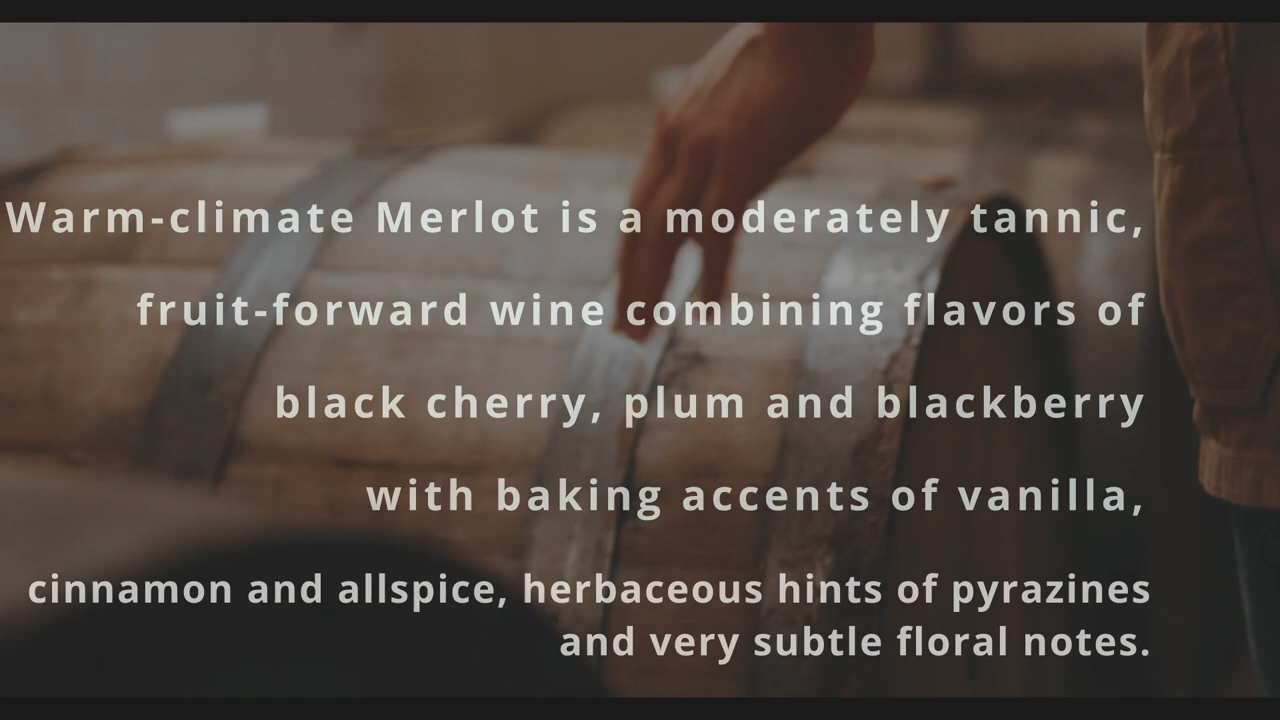 Warm-climate Merlot is a moderately tannic,
fruit-forward wine combining flavors of
black cherry, plum and blackberry
with baking accents of vanilla,
cinnamon and allspice, herbaceous hints of pyrazines
and very subtle floral notes.